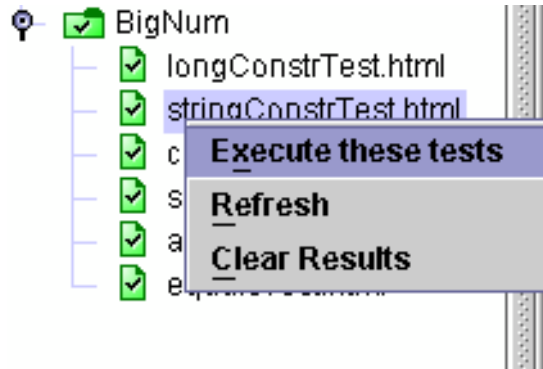 BigNum
longConstrTest.html
stringConstrTest.html
Execute these tests
Refresh
Clear Results